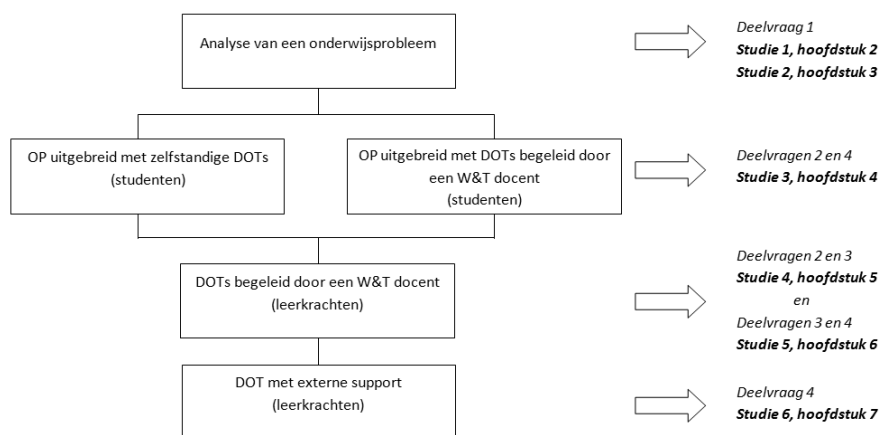 Analyse van een onderwijsprobleem
Deelvraag 1
Studie 1, hoofdstuk 2
Studie 2, hoofdstuk 3
OP uitgebreid met zelfstandige DOTs
(studenten)
OP uitgebreid met DOTs begeleid door
een W&T docent
(studenten)
Deelvragen 2 en 4
Studie 3, hoofdstuk 4
DOTs begeleid door een W&T docent
(leerkrachten)
Deelvragen 2 en 3
Studie 4, hoofdstuk 5
en
Deelvragen 3 en 4
Studie 5, hoofdstuk 6
DOT met externe support
(leerkrachten)
Deelvraag 4
Studie 6, hoofdstuk 7